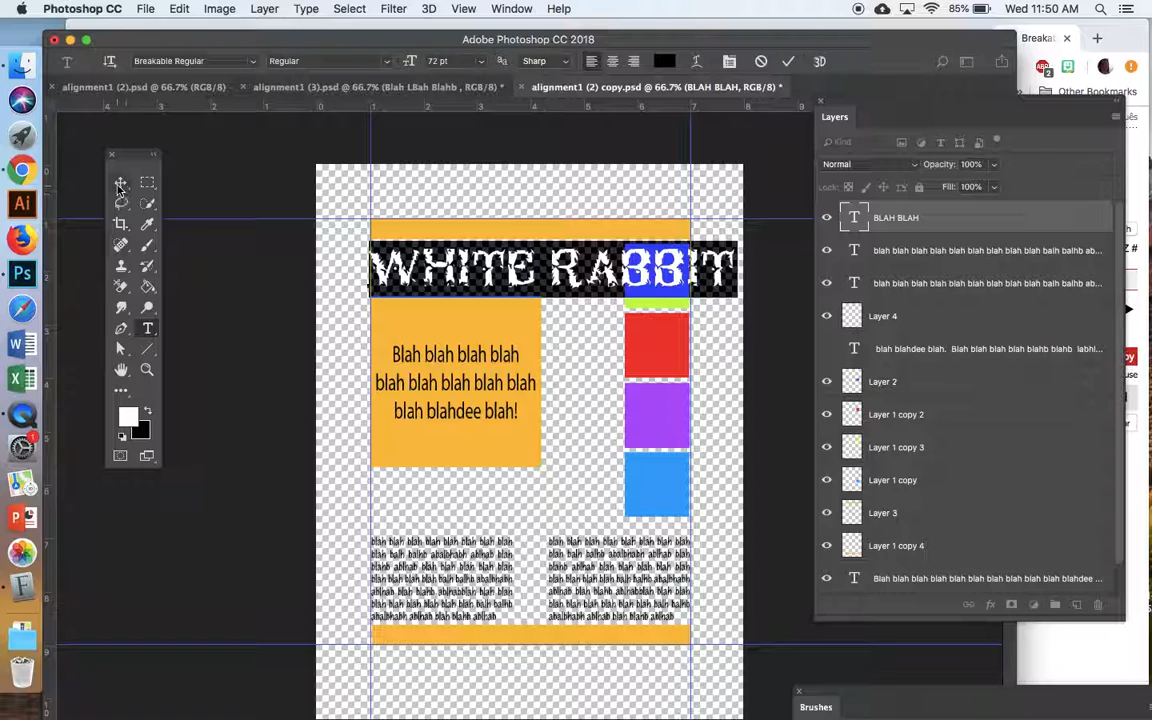 Photoshop CC File Edit Image Layer Type Select Filter 3D View Window Help 85% Wed 11:50 AM
Adobe Photoshop CC 2018
Breakab
Breakable Regular Regular 72 pt Sharp 3D
alignment1 (2).psd @ 66.7% (RGB/8) alignment1 (3).psd @ 66.7% (Blah LBah Blahb , RGB/8) * alignment1 (2) copy.psd @ 66.7% (BLAH BLAH, RGB/8) *
Other Bookmarks
Layers
Kind
Normal Opacity: 100%
Lock: Fill: 100%
WHITE RABBIT
BLAH BLAH
blah blah blah blah blah blah blah balh balhb ab...
blah blah blah blah blah blah blah balh balhb ab...
Layer 4
blah blahdee blah. Blah blah blah blah blahb blahb labhl...
Layer 2
Layer 1 copy 2
Layer 1 copy 3
Layer 1 copy
Layer 3
Layer 1 copy 4
Blah blah blah blah blah blah blah blah blah blahdee ...
Blah blah blah blah
blah blah blah blah blah
blah blahdee blah!
Brushes